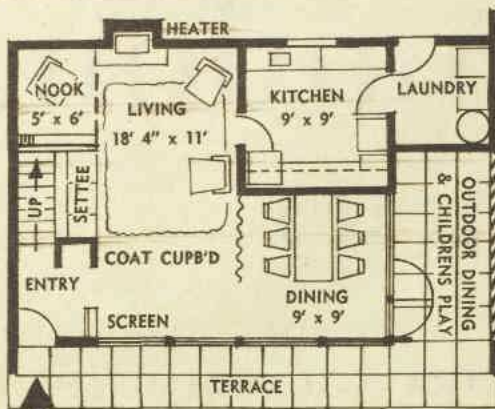 HEATER
NOOK
5' x 6'
LIVING
18' 4" x 11'
KITCHEN
9' x 9'
LAUNDRY
UP
SETTEE
OUTDOOR DINING
& CHILDRENS PLAY
COAT CUPB'D
ENTRY
DINING
9' x 9'
SCREEN
TERRACE